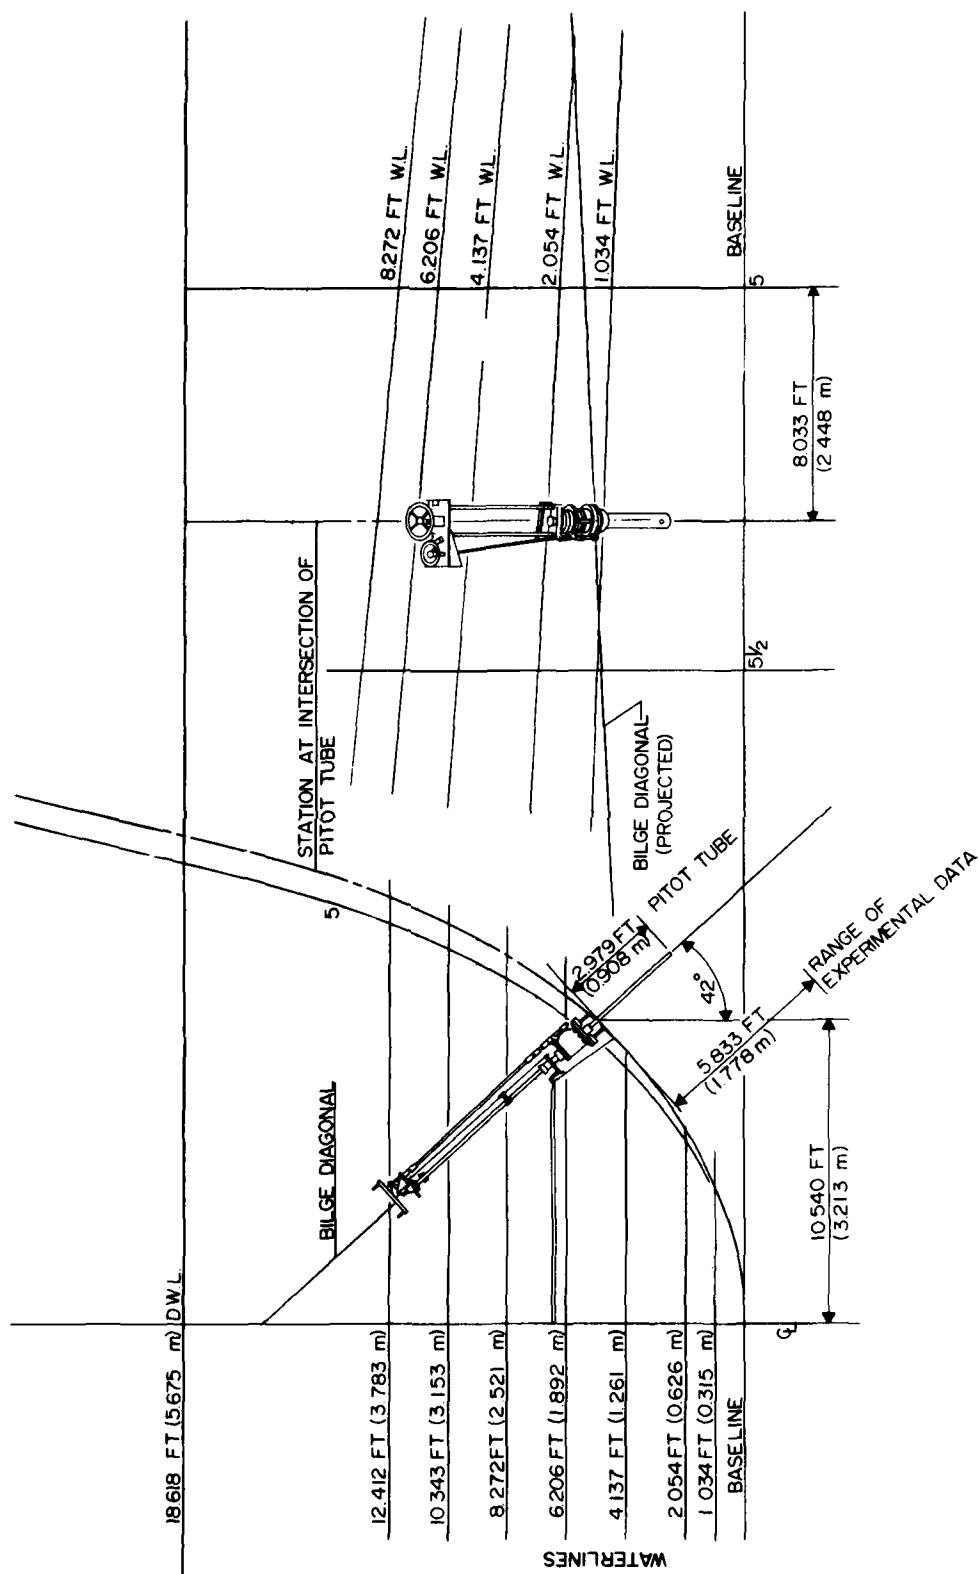 WATERLINES
18.618 FT (5.675 m) D.W.L.
12.412 FT (3.783 m)
10.343 FT (3.153 m)
8.272 FT (2.521 m)
6.206 FT (1.892 m)
4.137 FT (1.261 m)
2.054 FT (0.626 m)
1.034 FT (0.315 m)
BASELINE
BILGE DIAGONAL
5
STATION AT INTERSECTION OF
PITOT TUBE
2.979 FT
(0.908 m)
PITOT TUBE
42°
5.833 FT
(1.778 m)
RANGE OF
EXPERIMENTAL DATA
10.540 FT
(3.213 m)
℄
BILGE DIAGONAL
(PROJECTED)
8.272 FT W.L.
6.206 FT W.L.
4.137 FT W.L.
2.054 FT W.L.
1.034 FT W.L.
BASELINE
5½
5
8.033 FT
(2.448 m)